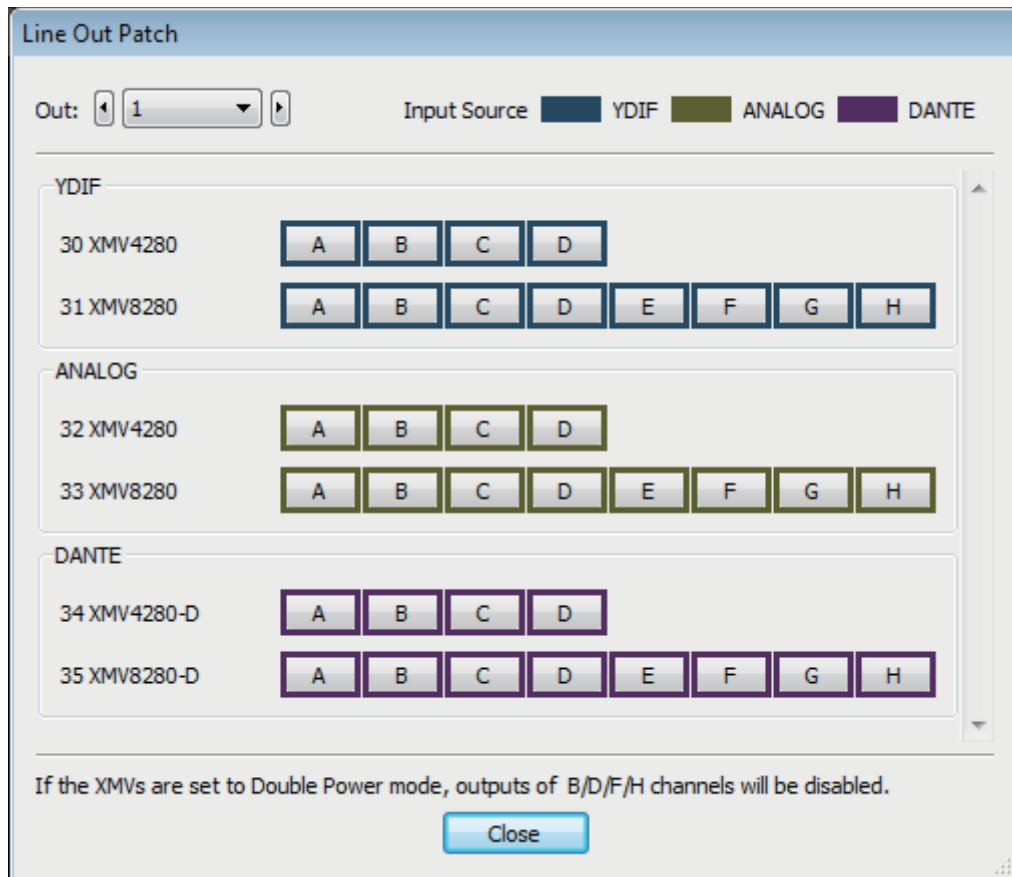 Line Out Patch
Out: 1 Input Source YDIF ANALOG DANTE
YDIF
30 XMV4280 A B C D
31 XMV8280 A B C D E F G H
ANALOG
32 XMV4280 A B C D
33 XMV8280 A B C D E F G H
DANTE
34 XMV4280-D A B C D
35 XMV8280-D A B C D E F G H
If the XMVs are set to Double Power mode, outputs of B/D/F/H channels will be disabled.
Close